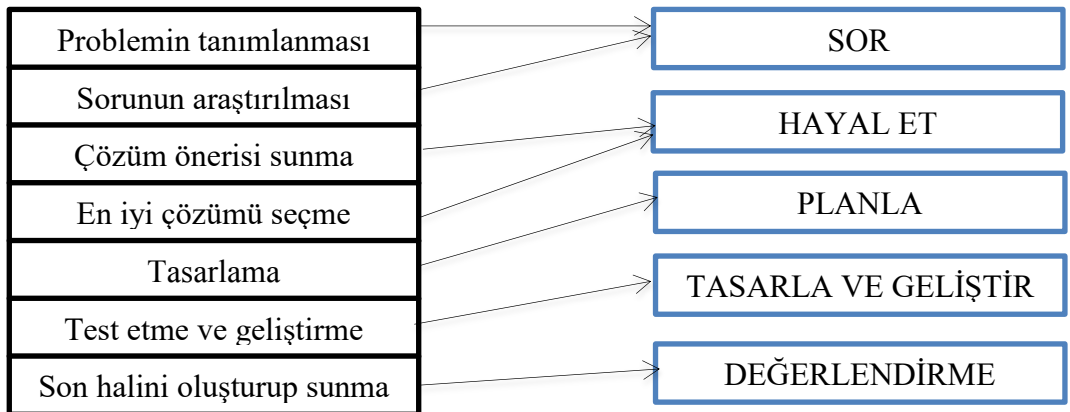 Problemin tanımlanması
Sorunun araştırılması
Çözüm önerisi sunma
En iyi çözümü seçme
Tasarlama
Test etme ve geliştirme
Son halini oluşturup sunma
SOR
HAYAL ET
PLANLA
TASARLA VE GELİŞTİR
DEĞERLENDİRME